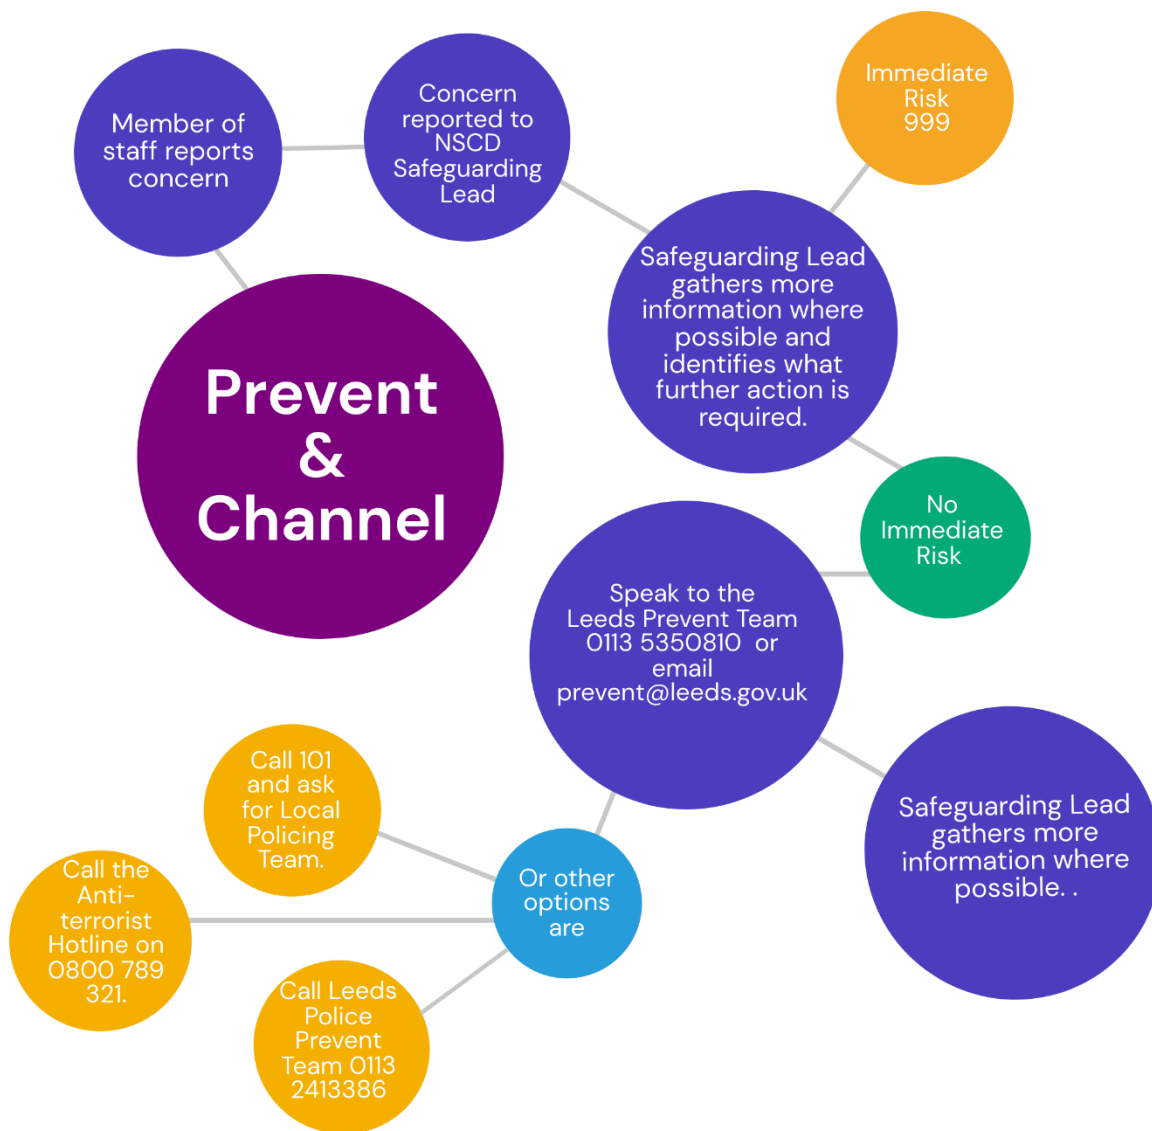 Prevent
&
Channel
Member of
staff reports
concern
Concern
reported to
NSCD
Safeguarding
Lead
Safeguarding Lead
gathers more
information where
possible and
identifies what
further action is
required.
Immediate
Risk
999
No
Immediate
Risk
Speak to the
Leeds Prevent Team
0113 5350810 or
email
prevent@leeds.gov.uk
Safeguarding Lead
gathers more
information where
possible. .
Or other
options
are
Call 101
and ask
for Local
Policing
Team.
Call the
Anti-
terrorist
Hotline on
0800 789
321.
Call Leeds
Police
Prevent
Team 0113
2413386